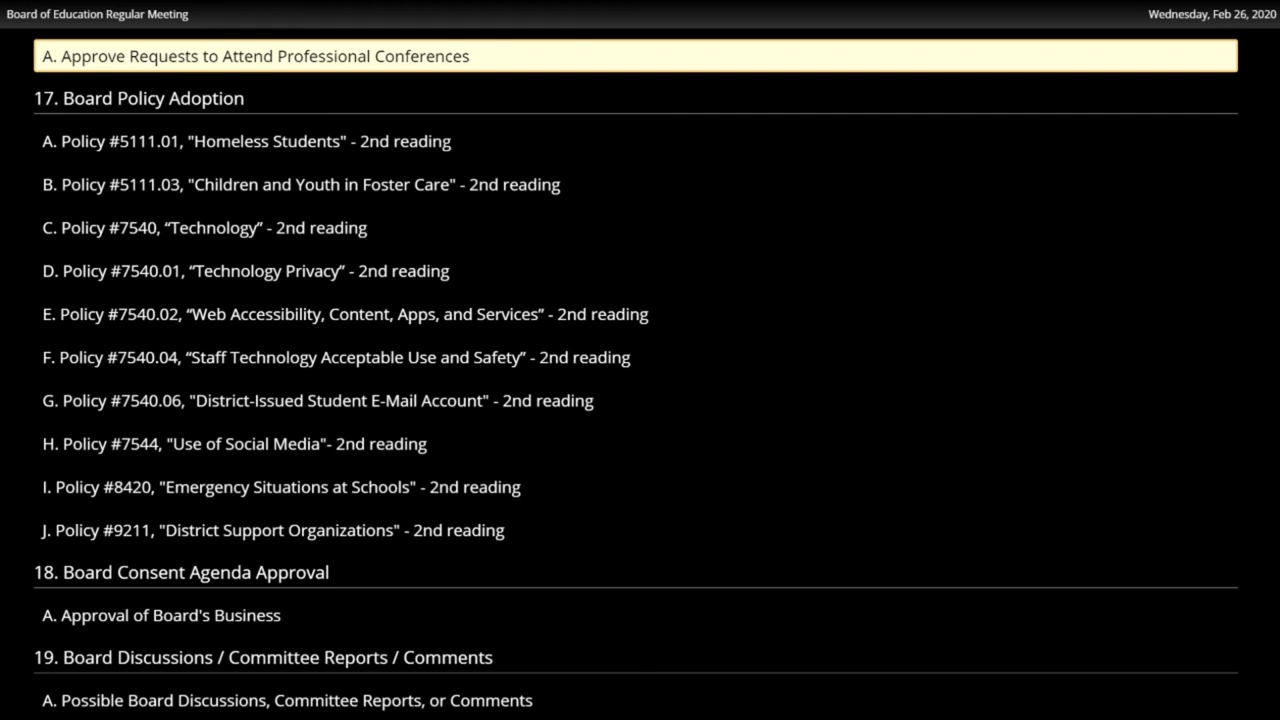 Board of Education Regular Meeting
Wednesday, Feb 26, 2020
A. Approve Requests to Attend Professional Conferences
17. Board Policy Adoption
A. Policy #5111.01, "Homeless Students" - 2nd reading
B. Policy #5111.03, "Children and Youth in Foster Care" - 2nd reading
C. Policy #7540, “Technology” - 2nd reading
D. Policy #7540.01, “Technology Privacy” - 2nd reading
E. Policy #7540.02, “Web Accessibility, Content, Apps, and Services” - 2nd reading
F. Policy #7540.04, “Staff Technology Acceptable Use and Safety” - 2nd reading
G. Policy #7540.06, "District-Issued Student E-Mail Account" - 2nd reading
H. Policy #7544, "Use of Social Media"- 2nd reading
I. Policy #8420, "Emergency Situations at Schools" - 2nd reading
J. Policy #9211, "District Support Organizations" - 2nd reading
18. Board Consent Agenda Approval
A. Approval of Board's Business
19. Board Discussions / Committee Reports / Comments
A. Possible Board Discussions, Committee Reports, or Comments